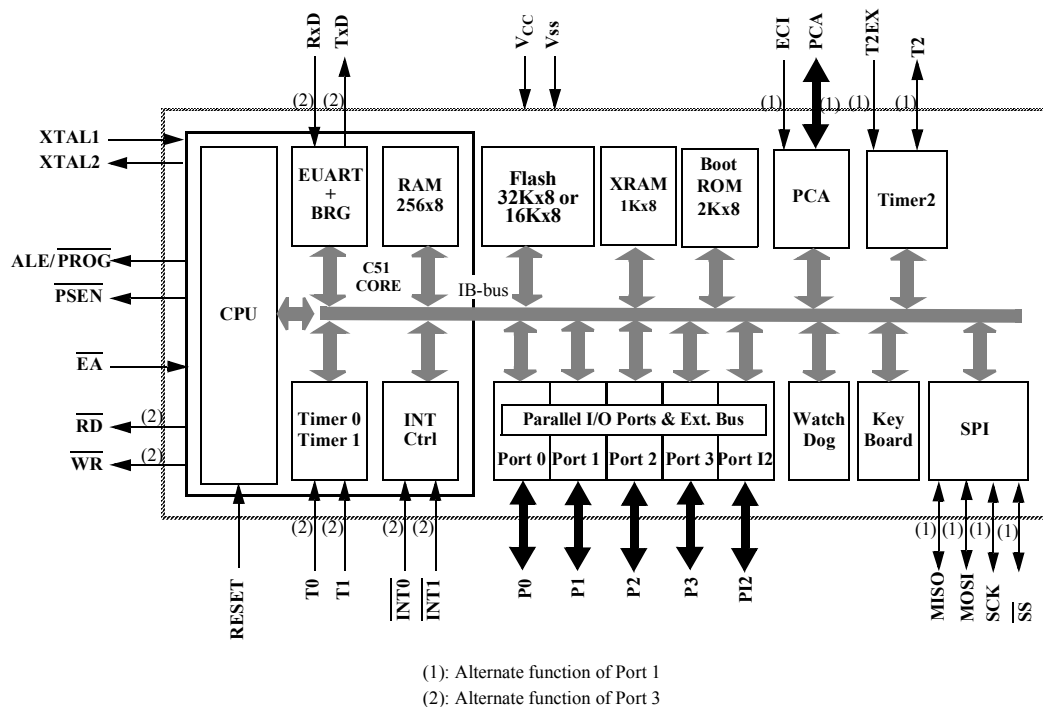 RxD
TxD
VCC
Vss
ECI
PCA
T2EX
T2
(2)
(2)
(1)
(1)
(1)
(1)
XTAL1
XTAL2
ALE/PROG
PSEN
EA
RD
(2)
WR
(2)
CPU
EUART
+
BRG
RAM
256x8
C51
CORE
IB-bus
Flash
32Kx8 or
16Kx8
XRAM
1Kx8
Boot
ROM
2Kx8
PCA
Timer2
Timer 0
Timer 1
INT
Ctrl
Parallel I/O Ports & Ext. Bus
Port 0
Port 1
Port 2
Port 3
Port I2
Watch
Dog
Key
Board
SPI
(2)
(2)
(2)
(2)
(1)
(1)
(1)
(1)
RESET
T0
T1
INT0
INT1
P0
P1
P2
P3
PI2
MISO
MOSI
SCK
SS
(1): Alternate function of Port 1
(2): Alternate function of Port 3